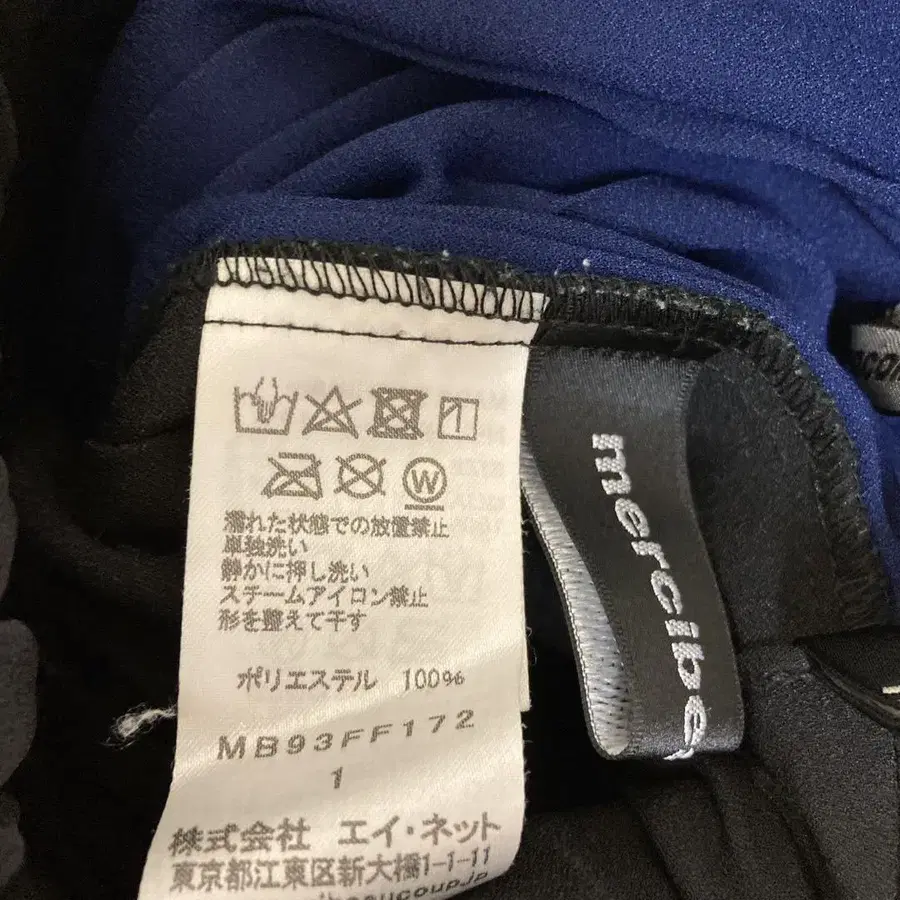 濡れた状態での放置禁止
単独洗い
静かに押し洗い
スチームアイロン禁止
形を整えて干す
ポリエステル 100%
MB93FF172
1
株式会社 エイ・ネット
東京都江東区新大橋1-1-11
beaucoup.jp
mercibe
W